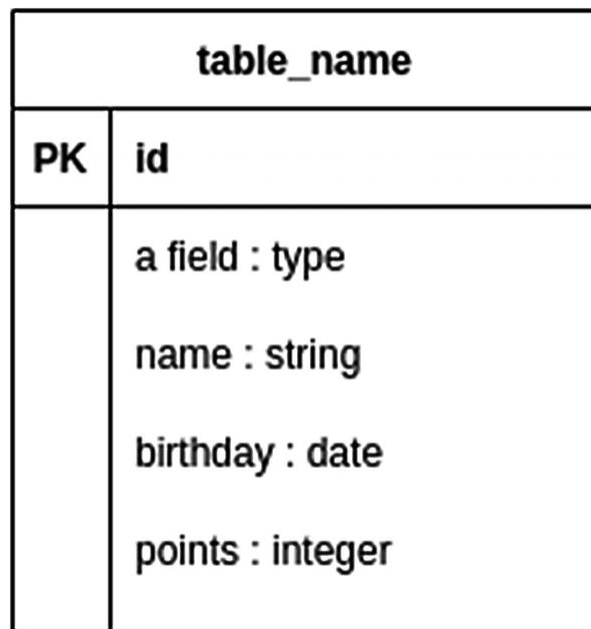 table_name
PK id
a field : type
name : string
birthday : date
points : integer